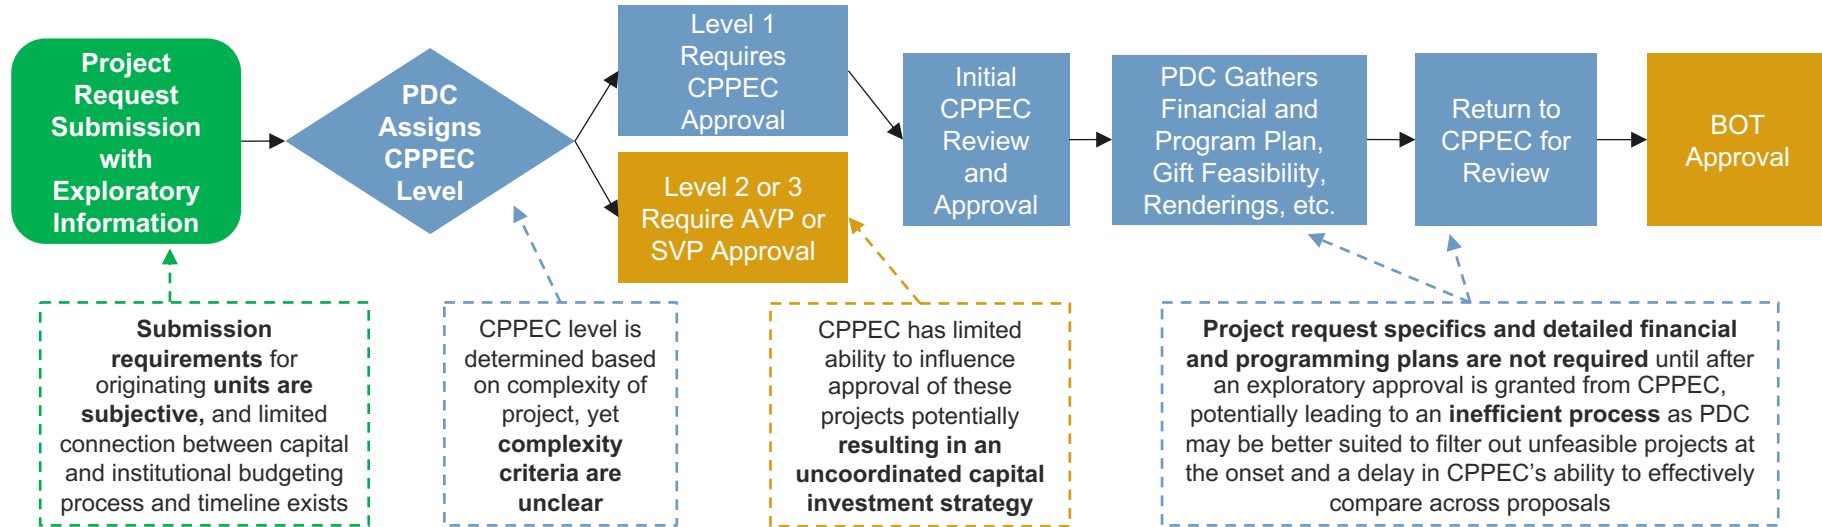 Project
Request
Submission
with
Exploratory
Information
PDC
Assigns
CPPEC
Level
Level 1
Requires
CPPEC
Approval
Level 2 or 3
Require AVP or
SVP Approval
Initial
CPPEC
Review
and
Approval
PDC Gathers
Financial and
Program Plan,
Gift Feasibility,
Renderings, etc.
Return to
CPPEC for
Review
BOT
Approval
Submission
requirements for
originating units are
subjective, and limited
connection between capital
and institutional budgeting
process and timeline exists
CPPEC level is
determined based
on complexity of
project, yet
complexity
criteria are
unclear
CPPEC has limited
ability to influence
approval of these
projects potentially
resulting in an
uncoordinated capital
investment strategy
Project request specifics and detailed financial
and programming plans are not required until after
an exploratory approval is granted from CPPEC,
potentially leading to an inefficient process as PDC
may be better suited to filter out unfeasible projects at
the onset and a delay in CPPEC’s ability to effectively
compare across proposals